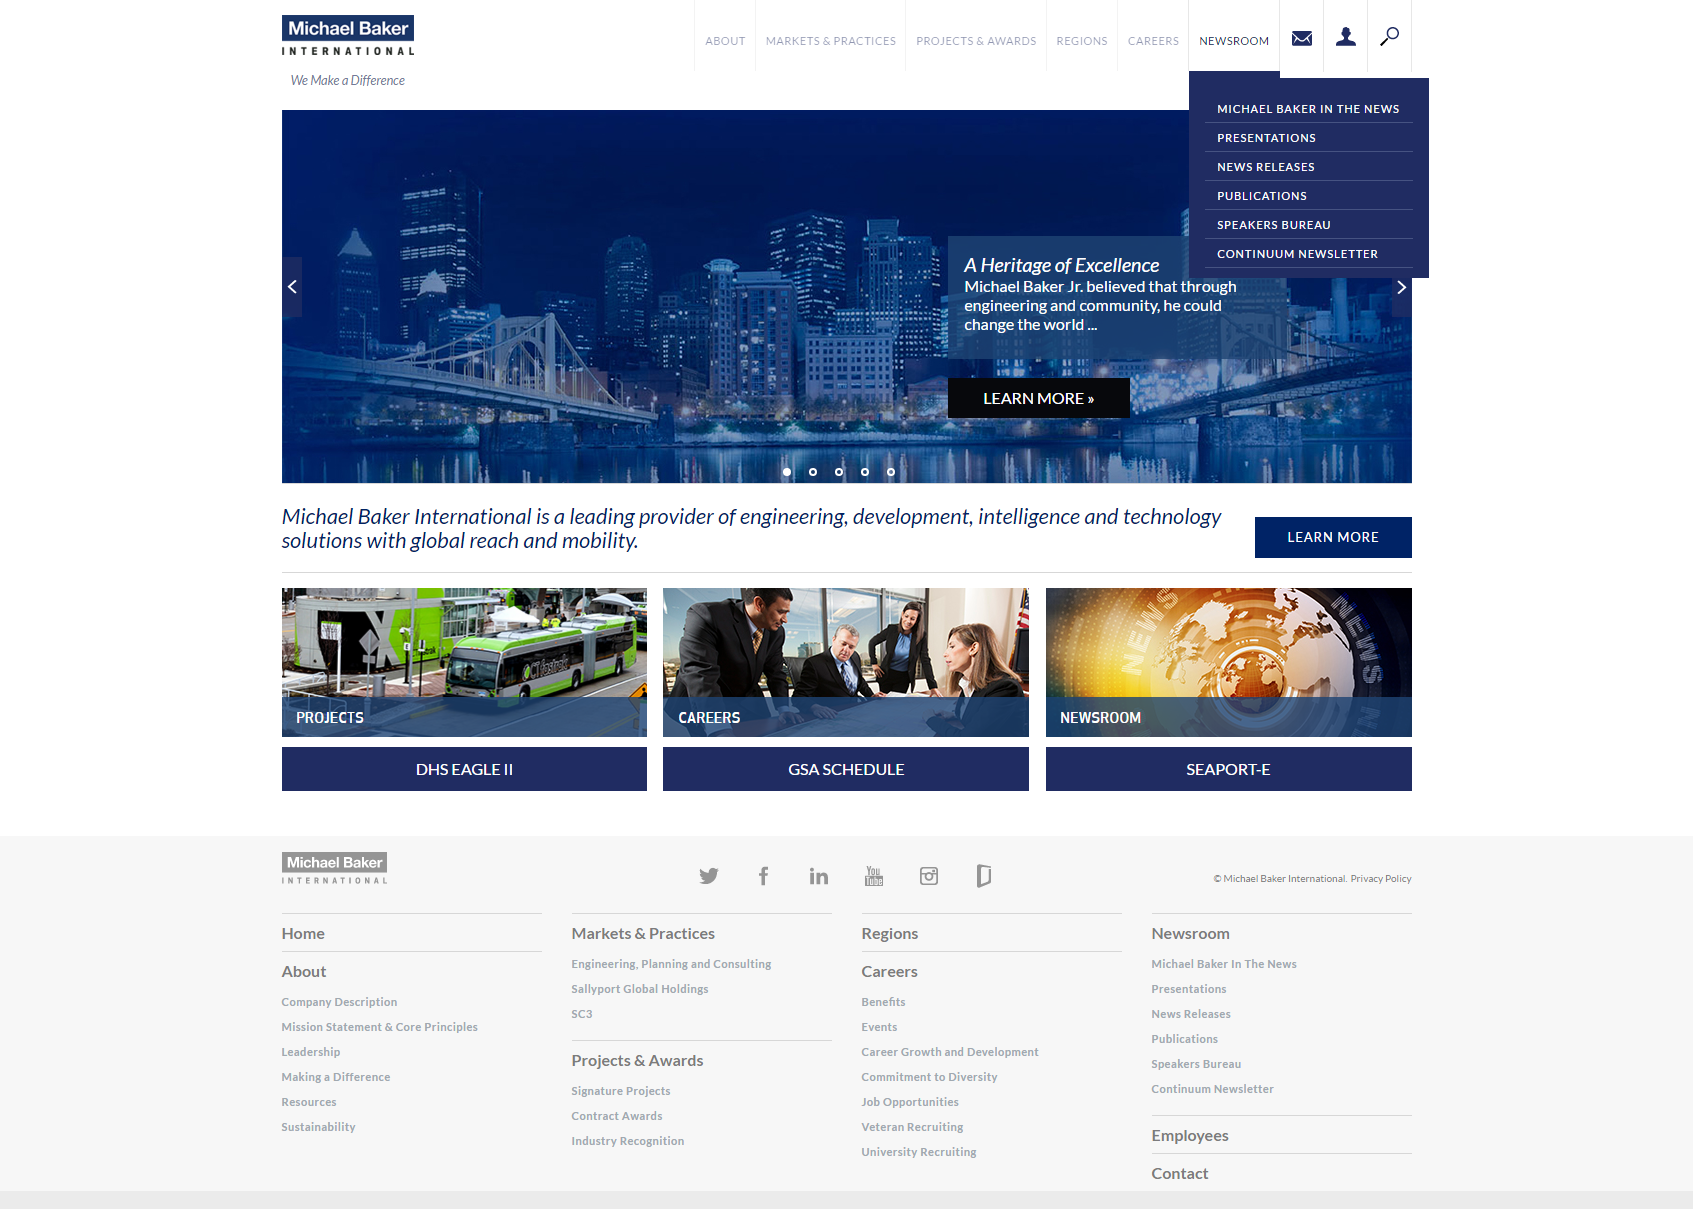 Michael Baker
INTERNATIONAL
We Make a Difference
ABOUT
MARKETS & PRACTICES
PROJECTS & AWARDS
REGIONS
CAREERS
NEWSROOM
MICHAEL BAKER IN THE NEWS
PRESENTATIONS
NEWS RELEASES
PUBLICATIONS
SPEAKERS BUREAU
CONTINUUM NEWSLETTER
A Heritage of Excellence
Michael Baker Jr. believed that through
engineering and community, he could
change the world ...
LEARN MORE »
Michael Baker International is a leading provider of engineering, development, intelligence and technology
solutions with global reach and mobility.
LEARN MORE
CTfastrak
NEWS
NEWS
PROJECTS
CAREERS
NEWSROOM
DHS EAGLE II
GSA SCHEDULE
SEAPORT-E
Michael Baker
INTERNATIONAL
You
Tube
© Michael Baker International. Privacy Policy
Home
About
Company Description
Mission Statement & Core Principles
Leadership
Making a Difference
Resources
Sustainability
Markets & Practices
Engineering, Planning and Consulting
Sallyport Global Holdings
SC3
Projects & Awards
Signature Projects
Contract Awards
Industry Recognition
Regions
Careers
Benefits
Events
Career Growth and Development
Commitment to Diversity
Job Opportunities
Veteran Recruiting
University Recruiting
Newsroom
Michael Baker In The News
Presentations
News Releases
Publications
Speakers Bureau
Continuum Newsletter
Employees
Contact